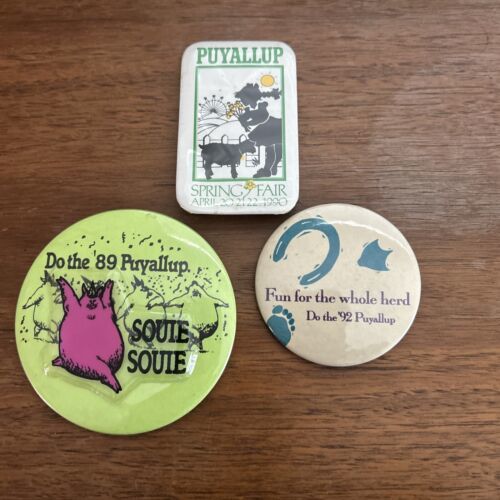 PUYALLUP
SPRING FAIR
APRIL 20 21 22 1990
Do the '89 Puyallup.
SOUIE
SOUIE
Fun for the whole herd
Do the '92 Puyallup